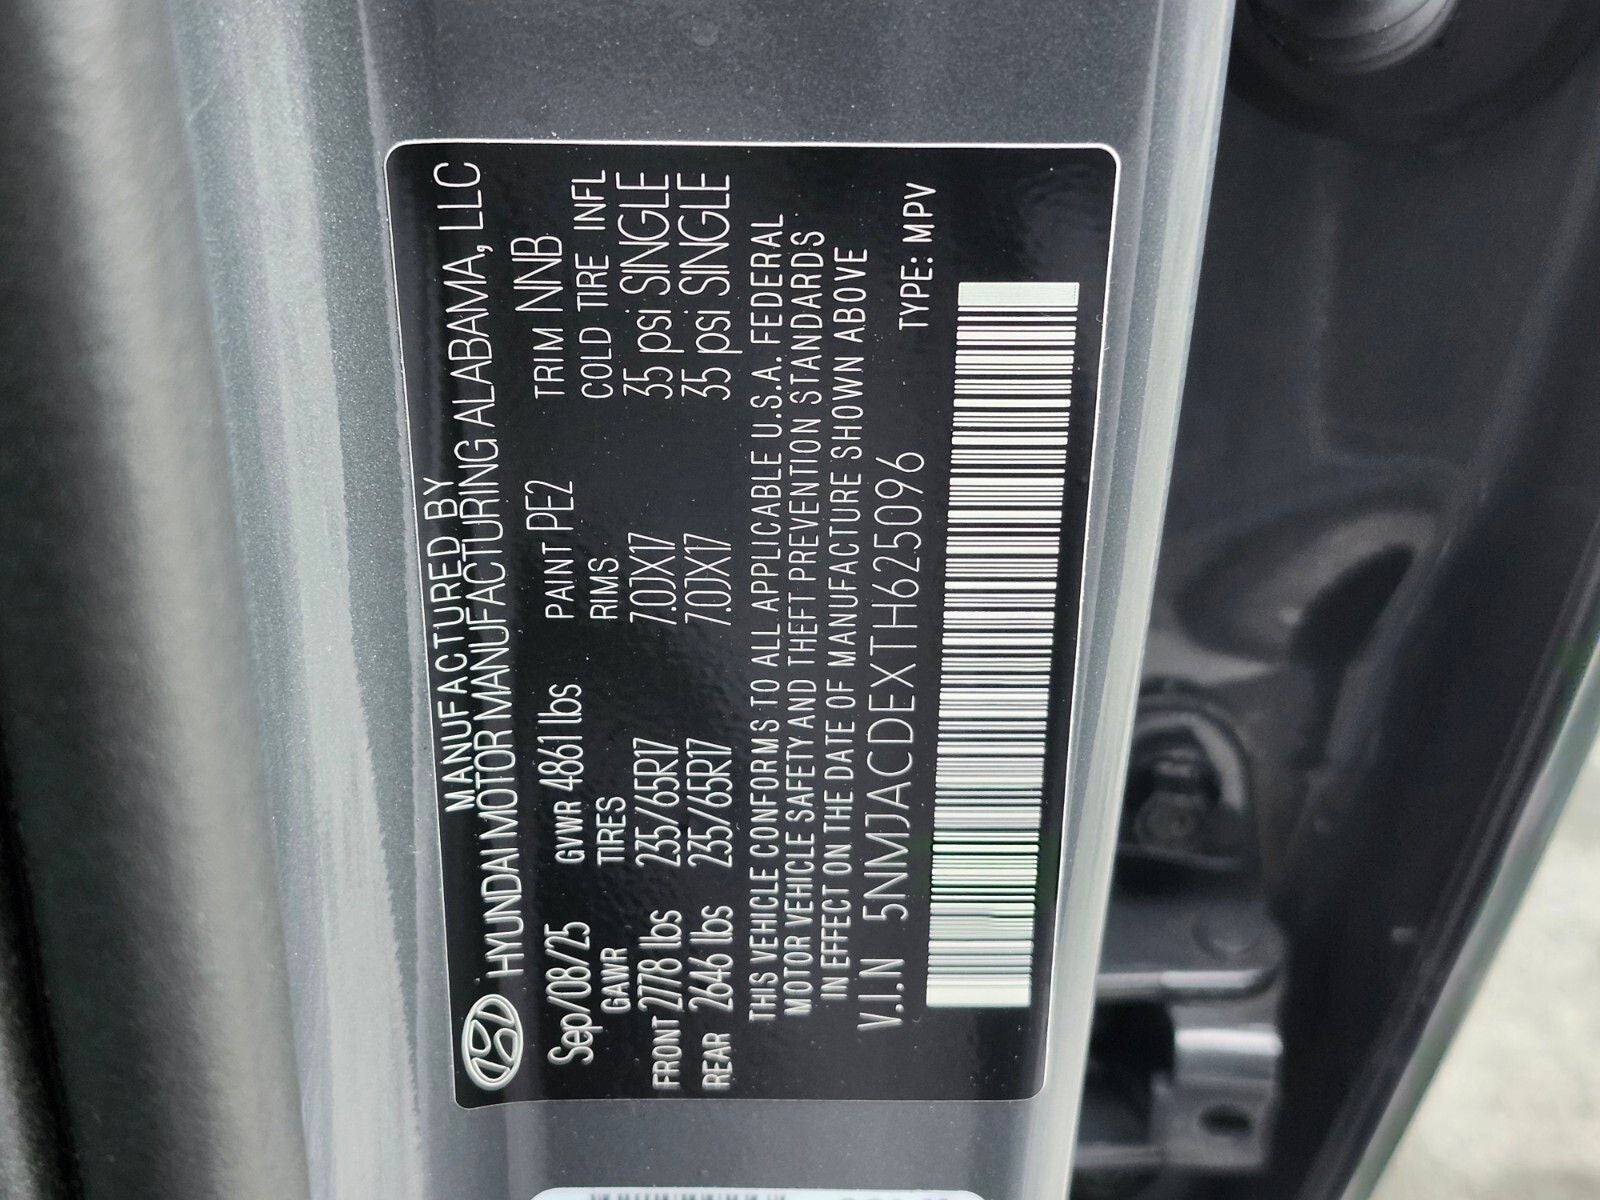 MANUFACTURED BY
HYUNDAI MOTOR MANUFACTURING ALABAMA, LLC
Sep/08/25 GVWR 4861 lbs PAINT PE2 TRIM NNB
GAWR TIRES RIMS COLD TIRE INFL
FRONT 2778 lbs 235/65R17 7.0JX17 35 psi SINGLE
REAR 2646 lbs 235/65R17 7.0JX17 35 psi SINGLE
THIS VEHICLE CONFORMS TO ALL APPLICABLE U.S.A. FEDERAL
MOTOR VEHICLE SAFETY AND THEFT PREVENTION STANDARDS
IN EFFECT ON THE DATE OF MANUFACTURE SHOWN ABOVE
V.I.N 5NMJACDEXTH625096 TYPE: MPV